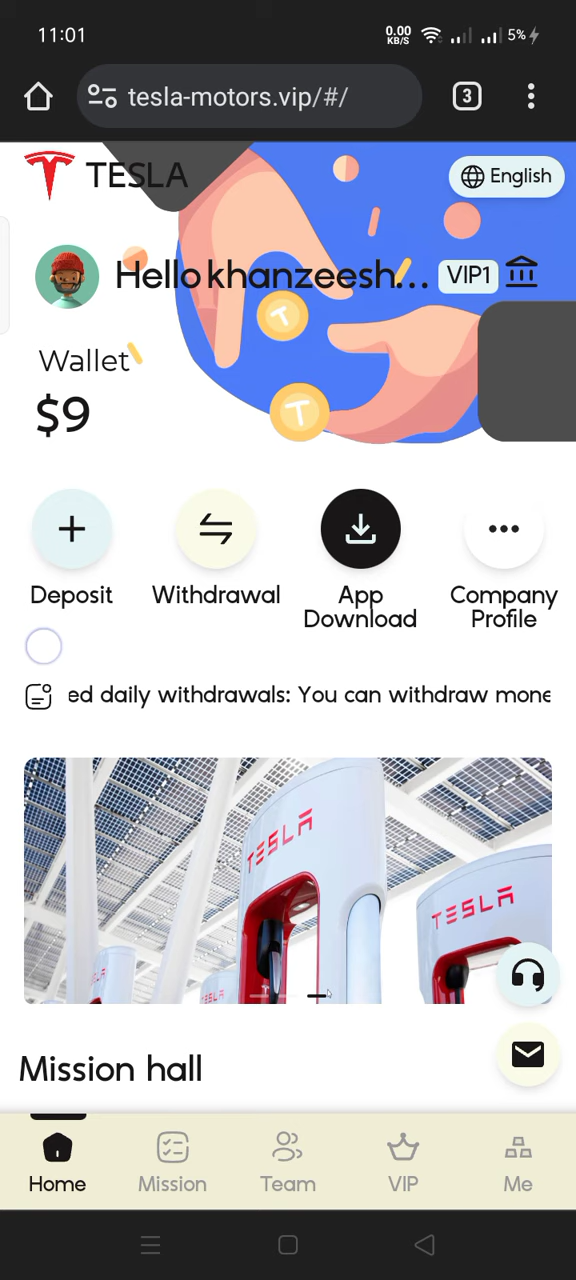 11:01
0.00
KB/S
5%
tesla-motors.vip/#/
3
TESLA
English
Hello khanzeesh...
VIP1
Wallet
$9
Deposit
Withdrawal
App
Download
Company
Profile
ed daily withdrawals: You can withdraw mone
TESLA
TESLA
Mission hall
Home
Mission
Team
VIP
Me